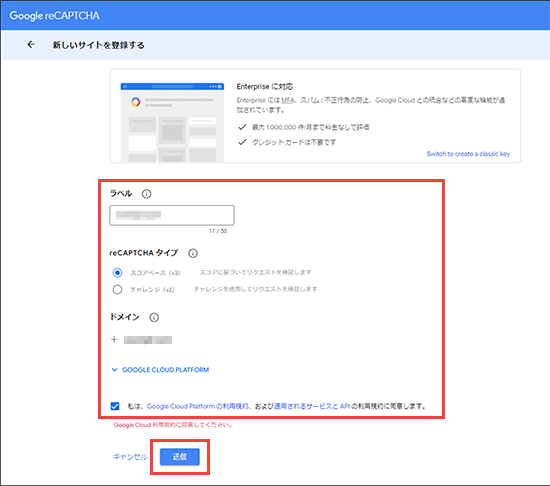 Google reCAPTCHA
新しいサイトを登録する
Enterprise に対応
Enterprise には MFA、スパム / 不正行為の防止、Google Cloud との統合などの高度な機能が追
加されています。
最大 1,000,000 件/月まで料金なしで評価
クレジット カードは不要です
Switch to create a classic key
ラベル
11 / 50
reCAPTCHA タイプ
スコアベース（v3） スコアに基づいてリクエストを検証します
チャレンジ（v2） チャレンジを使用してリクエストを検証します
ドメイン
GOOGLE CLOUD PLATFORM
私は、Google Cloud Platform の利用規約、および適用されるサービスと API の利用規約に同意します。
Google Cloud 利用規約に同意してください。
キャンセル 送信